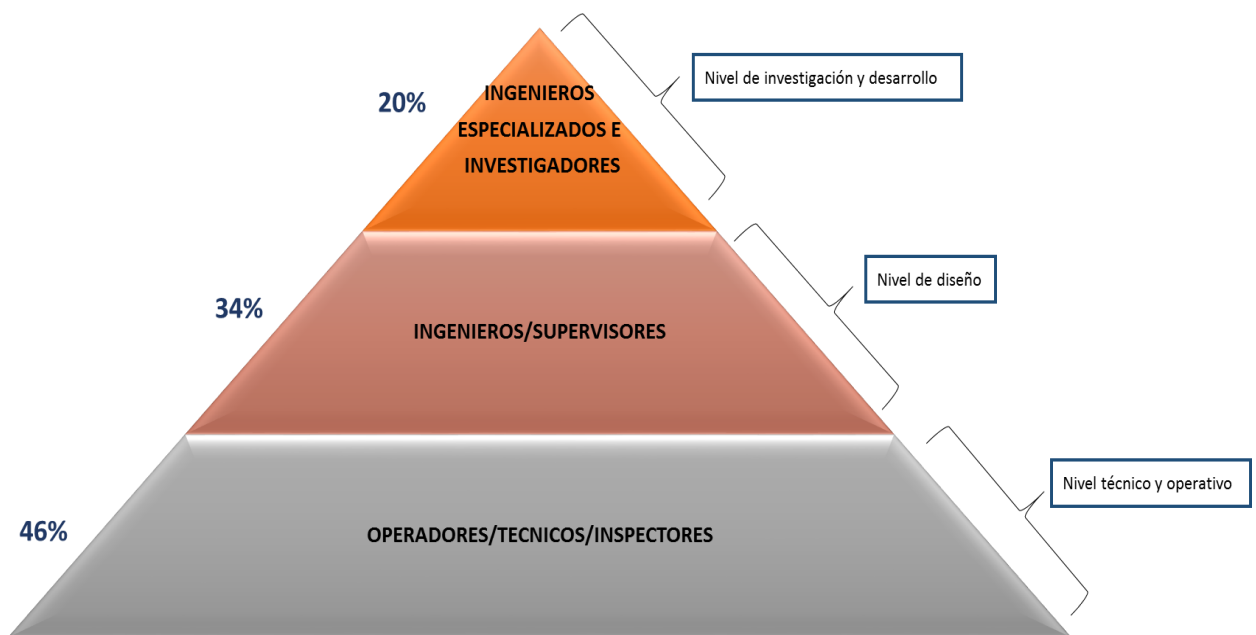 20%
INGENIEROS
ESPECIALIZADOS E
INVESTIGADORES
Nivel de investigación y desarrollo
34%
INGENIEROS/SUPERVISORES
Nivel de diseño
46%
OPERADORES/TECNICOS/INSPECTORES
Nivel técnico y operativo